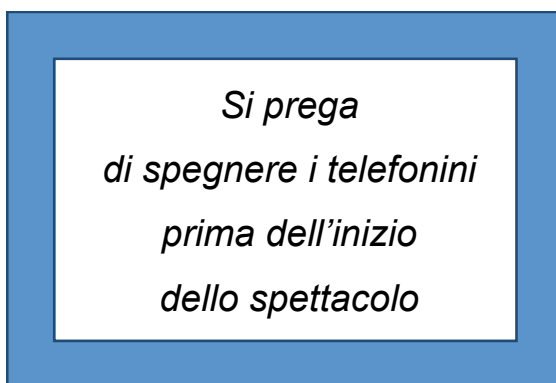 Si prega
di spegnere i telefonini
prima dell’inizio
dello spettacolo